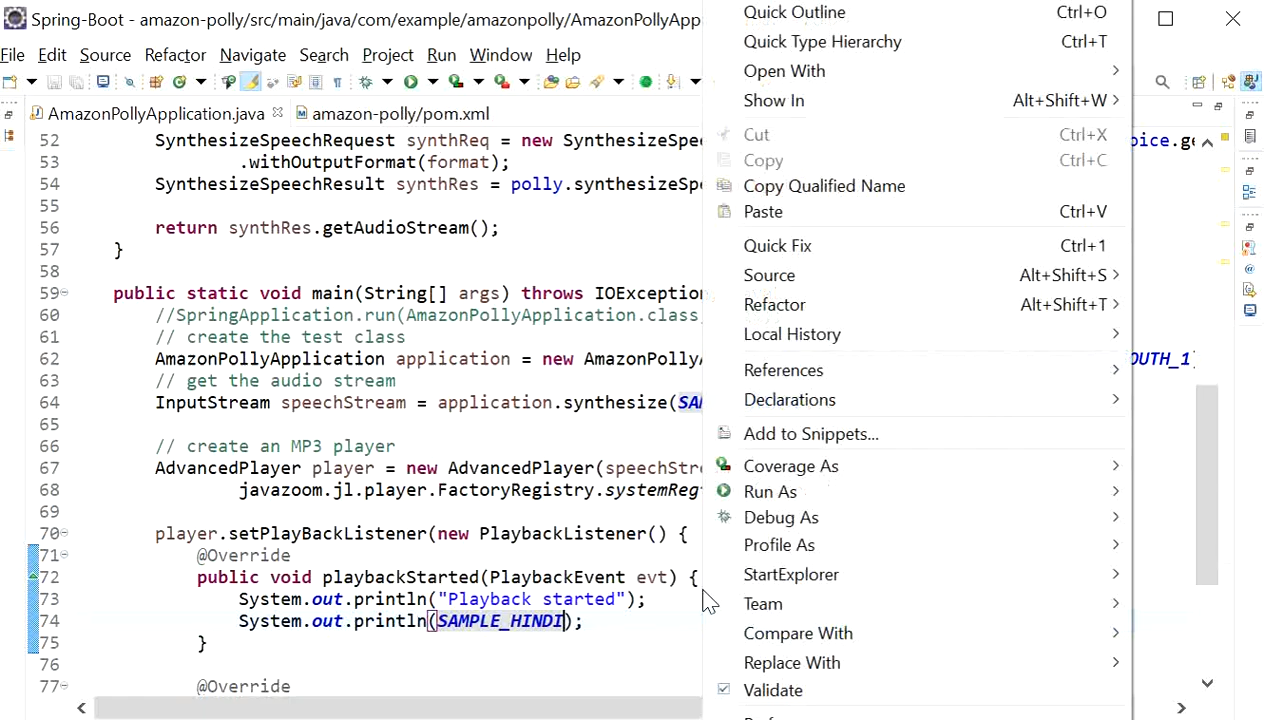 Spring-Boot - amazon-polly/src/main/java/com/example/amazonpolly/AmazonPollyApp
File Edit Source Refactor Navigate Search Project Run Window Help
AmazonPollyApplication.java amazon-polly/pom.xml
52 SynthesizeSpeechRequest synthReq = new SynthesizeSpe
53 .withOutputFormat(format);
54 SynthesizeSpeechResult synthRes = polly.synthesizeSpe
55
56 return synthRes.getAudioStream();
57 }
58
59 public static void main(String[] args) throws IOException
60 //SpringApplication.run(AmazonPollyApplication.class,
61 // create the test class
62 AmazonPollyApplication application = new AmazonPollyA
63 // get the audio stream
64 InputStream speechStream = application.synthesize(SAM
65
66 // create an MP3 player
67 AdvancedPlayer player = new AdvancedPlayer(speechStre
68 javazoom.jl.player.FactoryRegistry.systemReg
69
70 player.setPlayBackListener(new PlaybackListener() {
71 @Override
72 public void playbackStarted(PlaybackEvent evt) {
73 System.out.println("Playback started");
74 System.out.println(SAMPLE_HINDI);
75 }
76
77 @Override
Quick Outline Ctrl+O
Quick Type Hierarchy Ctrl+T
Open With
Show In Alt+Shift+W
Cut Ctrl+X
Copy Ctrl+C
Copy Qualified Name
Paste Ctrl+V
Quick Fix Ctrl+1
Source Alt+Shift+S
Refactor Alt+Shift+T
Local History
References
Declarations
Add to Snippets...
Coverage As
Run As
Debug As
Profile As
StartExplorer
Team
Compare With
Replace With
Validate
oice.ge
OUTH_1)